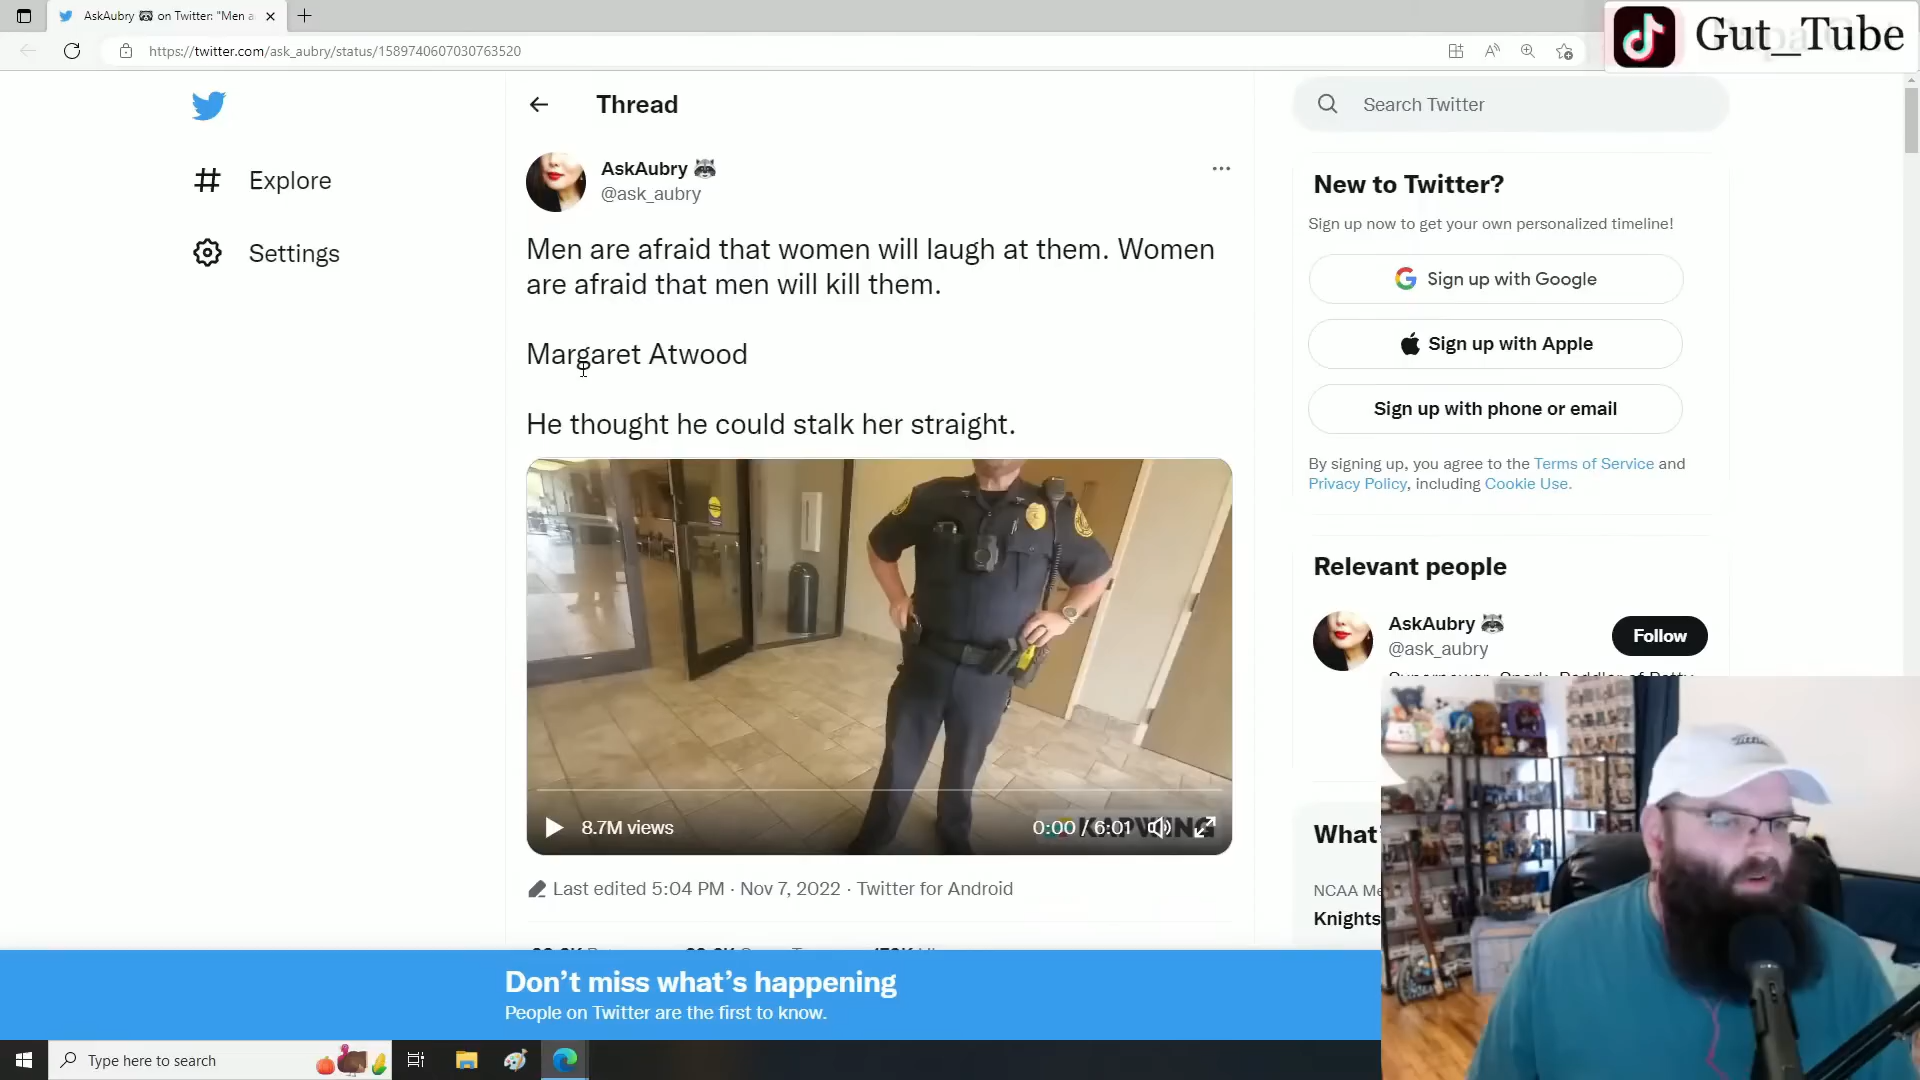 AskAubry 🦝 on Twitter: "Men a
https://twitter.com/ask_aubry/status/1589740607030763520
Gut_Tube
Explore
Settings
Thread
AskAubry 🦝
@ask_aubry
Men are afraid that women will laugh at them. Women
are afraid that men will kill them.
Margaret Atwood
He thought he could stalk her straight.
8.7M views
0:00 / 6:01
KAPWING
Last edited 5:04 PM · Nov 7, 2022 · Twitter for Android
Search Twitter
New to Twitter?
Sign up now to get your own personalized timeline!
Sign up with Google
Sign up with Apple
Sign up with phone or email
By signing up, you agree to the Terms of Service and
Privacy Policy, including Cookie Use.
Relevant people
AskAubry 🦝
@ask_aubry
Follow
What'
NCAA Me
Knights
Don’t miss what’s happening
People on Twitter are the first to know.
Type here to search